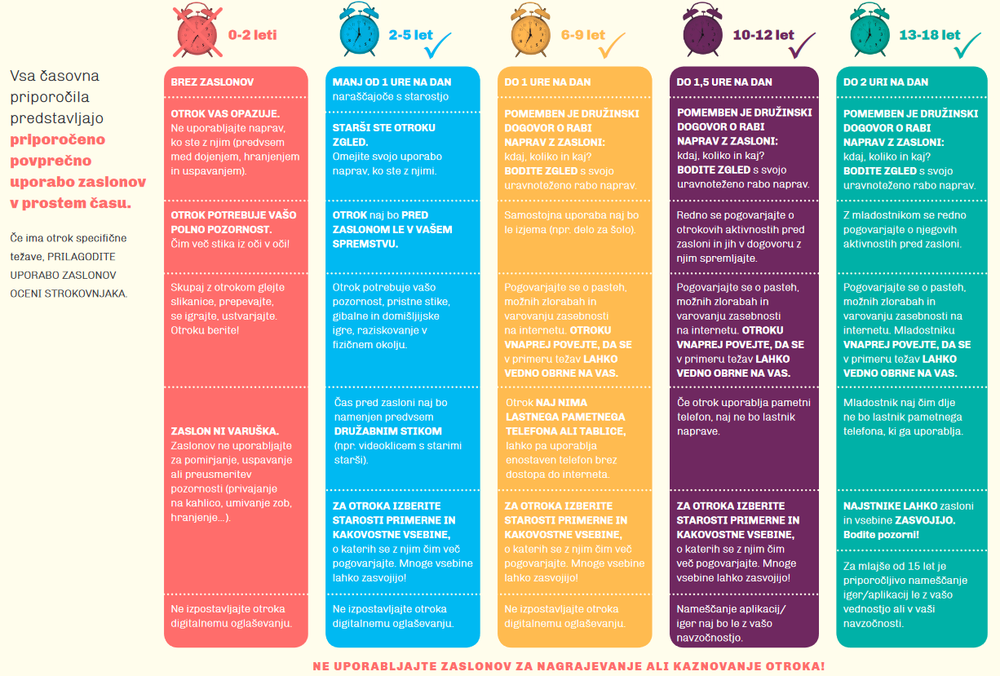 0-2 leti
2-5 let
6-9 let
10-12 let
13-18 let
Vsa časovna
priporočila
predstavljajo
priporočeno
povprečno
uporabo zaslonov
v prostem času.
Če ima otrok specifične
težave, PRILAGODITE
UPORABO ZASLONOV
OCENI STROKOVNJAKA.
BREZ ZASLONOV
OTROK VAS OPAZUJE.
Ne uporabljajte naprav,
ko ste z njim (predvsem
med dojenjem, hranjenjem
in uspavanjem).
OTROK POTREBUJE VAŠO
POLNO POZORNOST.
Čim več stika iz oči v oči!
Skupaj z otrokom glejte
slikanice, prepevajte,
se igrajte, ustvarjajte.
Otroku berite!
ZASLON NI VARUŠKA.
Zaslonov ne uporabljajte
za pomirjanje, uspavanje
ali preusmeritev
pozornosti (privajanje
na kahlico, umivanje zob,
hranjenje...).
Ne izpostavljajte otroka
digitalnemu oglaševanju.
MANJ OD 1 URE NA DAN
naraščajoče s starostjo
STARŠI STE OTROKU
ZGLED.
Omejite svojo uporabo
naprav, ko ste z njimi.
OTROK naj bo PRED
ZASLONOM LE V VAŠEM
SPREMSTVU.
Otrok potrebuje vašo
pozornost, pristne stike,
gibalne in domišljijske
igre, raziskovanje v
fizičnem okolju.
Čas pred zasloni naj bo
namenjen predvsem
DRUŽABNIM STIKOM
(npr. videoklicem s starimi
starši).
ZA OTROKA IZBERITE
STAROSTI PRIMERNE IN
KAKOVOSTNE VSEBINE,
o katerih se z njim čim več
pogovarjajte. Mnoge vsebine
lahko zasvojijo!
Ne izpostavljajte otroka
digitalnemu oglaševanju.
DO 1 URE NA DAN
POMEMBEN JE DRUŽINSKI
DOGOVOR O RABI
NAPRAV Z ZASLONI:
kdaj, koliko in kaj?
BODITE ZGLED s svojo
uravnoteženo rabo naprav.
Samostojna uporaba naj bo
le izjema (npr. delo za šolo).
Pogovarjajte se o pasteh,
možnih zlorabah in
varovanju zasebnosti
na internetu. OTROKU
VNAPREJ POVEJTE, DA SE
v primeru težav LAHKO
VEDNO OBRNE NA VAS.
Otrok NAJ NIMA
LASTNEGA PAMETNEGA
TELEFONA ALI TABLICE,
lahko pa uporablja
enostaven telefon brez
dostopa do interneta.
ZA OTROKA IZBERITE
STAROSTI PRIMERNE IN
KAKOVOSTNE VSEBINE,
o katerih se z njim čim več
pogovarjajte. Mnoge vsebine
lahko zasvojijo!
Ne izpostavljajte otroka
digitalnemu oglaševanju.
DO 1,5 URE NA DAN
POMEMBEN JE DRUŽINSKI
DOGOVOR O RABI
NAPRAV Z ZASLONI:
kdaj, koliko in kaj?
BODITE ZGLED s svojo
uravnoteženo rabo naprav.
Redno se pogovarjajte o
otrokovih aktivnostih pred
zasloni in jih v dogovoru z
njim spremljajte.
Pogovarjajte se o pasteh,
možnih zlorabah in
varovanju zasebnosti
na internetu. OTROKU
VNAPREJ POVEJTE, DA SE
v primeru težav LAHKO
VEDNO OBRNE NA VAS.
Če otrok uporablja pametni
telefon, naj ne bo lastnik
naprave.
ZA OTROKA IZBERITE
STAROSTI PRIMERNE IN
KAKOVOSTNE VSEBINE,
o katerih se z njim čim
več pogovarjajte. Mnoge
vsebine lahko zasvojijo!
Nameščanje aplikacij/
iger naj bo le z vašo
navzočnostjo.
DO 2 URI NA DAN
POMEMBEN JE DRUŽINSKI
DOGOVOR O RABI
NAPRAV Z ZASLONI:
kdaj, koliko in kaj?
BODITE ZGLED s svojo
uravnoteženo rabo naprav.
Z mladostnikom se redno
pogovarjajte o njegovih
aktivnostih pred zasloni.
Pogovarjajte se o pasteh,
možnih zlorabah in
varovanju zasebnosti na
internetu. Mladostniku
VNAPREJ POVEJTE, DA SE
v primeru težav LAHKO
VEDNO OBRNE NA VAS.
Mladostnik naj čim dlje
ne bo lastnik pametnega
telefona, ki ga uporablja.
NAJSTNIKE LAHKO zasloni
in vsebine ZASVOJIJO.
Bodite pozorni!
Za mlajše od 15 let je
priporočljivo nameščanje
iger/aplikacij le z vašo
vednostjo ali v vaši
navzočnosti.
NE UPORABLJAJTE ZASLONOV ZA NAGRAJEVANJE ALI KAZNOVANJE OTROKA!